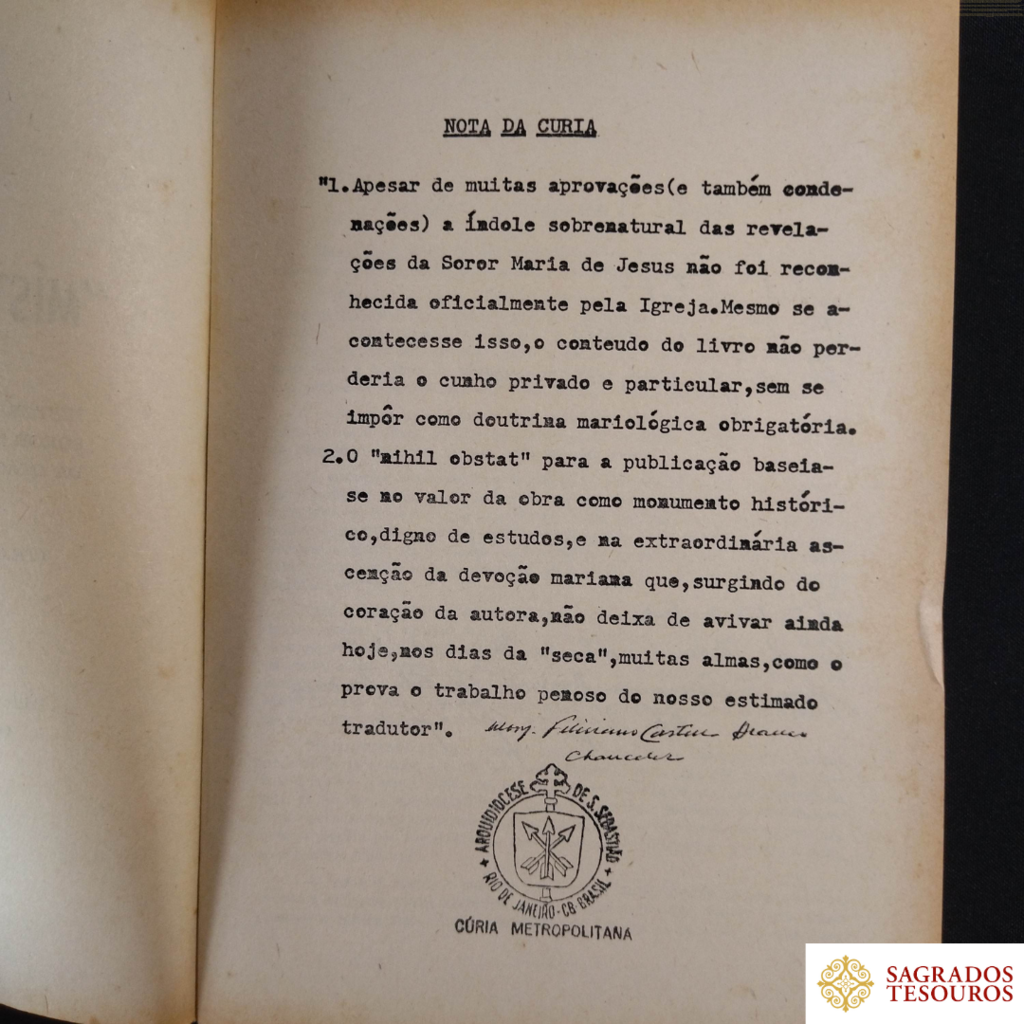 NOTA DA CURIA
"1.Apesar de muitas aprovações(e também conde-
nações) a índole sobrenatural das revela-
ções da Soror Maria de Jesus não foi recon-
hecida oficialmente pela Igreja.Mesmo se a-
contecesse isso,o conteudo do livro não per-
deria o cunho privado e particular,sem se
impôr como doutrina mariológica obrigatória.
2.O "nihil obstat" para a publicação baseia-
se no valor da obra como monumento históri-
co,digno de estudos,e na extraordinária as-
cenção da devoção mariana que,surgindo do
coração da autora,não deixa de avivar ainda
hoje,nos dias da "seca",muitas almas,como o
prova o trabalho penoso do nosso estimado
tradutor".
Chanceler
ARQUIDIOCESE DE S. SEBASTIÃO
RIO DE JANEIRO-CB-BRASIL
CÚRIA METROPOLITANA
SAGRADOS
TESOUROS